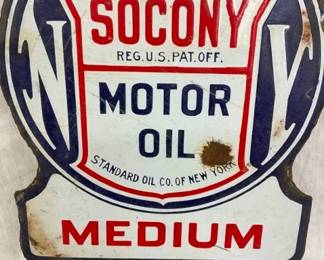 SOCONY
REG. U.S. PAT. OFF.
N Y
MOTOR
OIL
STANDARD OIL CO. OF NEW YORK
MEDIUM